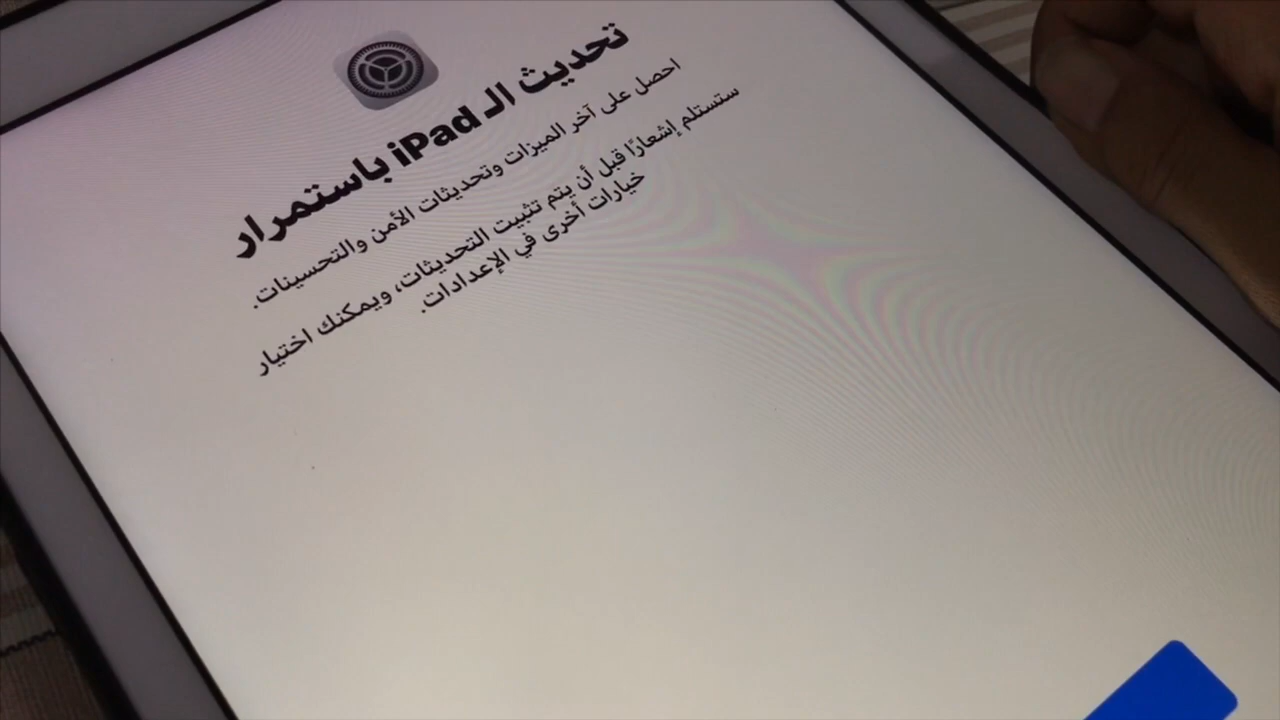 تحديث الـ iPad باستمرار
احصل على آخر الميزات وتحديثات الأمن والتحسينات.
ستستلم إشعارًا قبل أن يتم تثبيت التحديثات، ويمكنك اختيار
خيارات أخرى في الإعدادات.